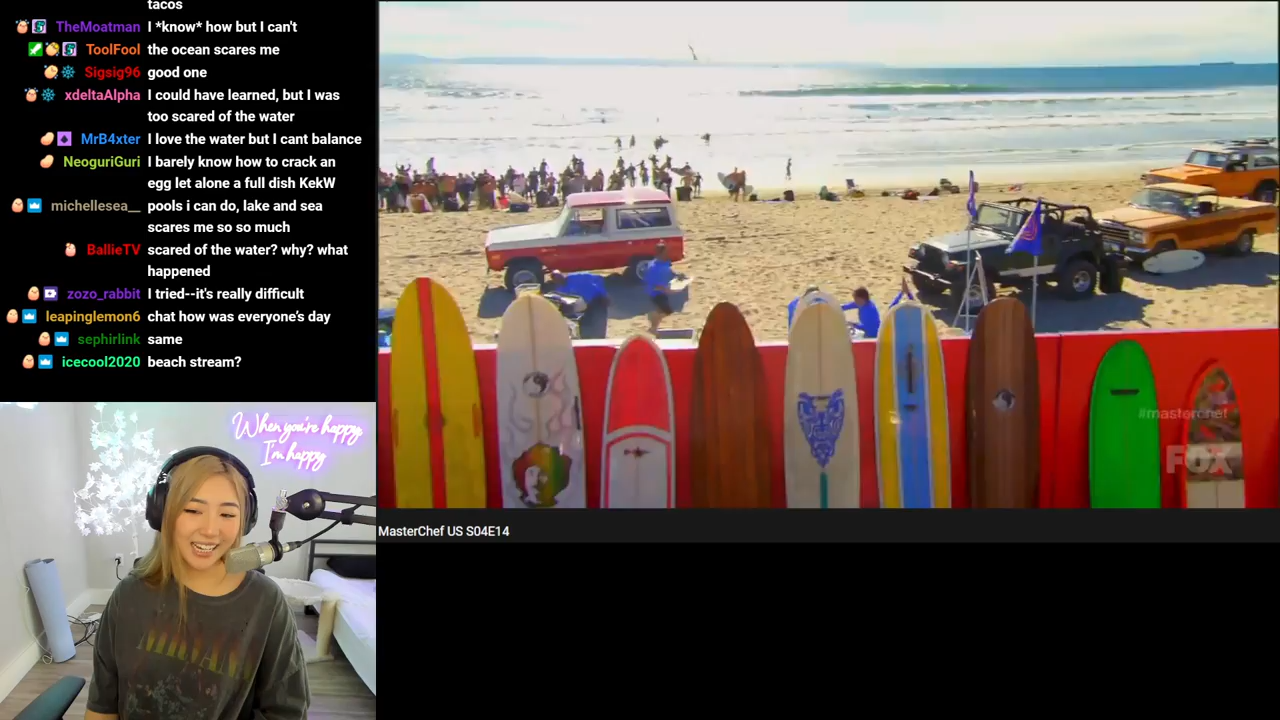 tacos
TheMoatman I *know* how but I can't
ToolFool the ocean scares me
Sigsig96 good one
xdeltaAlpha I could have learned, but I was
too scared of the water
MrB4xter I love the water but I cant balance
NeoguriGuri I barely know how to crack an
egg let alone a full dish KekW
michellesea__ pools i can do, lake and sea
scares me so so much
BallieTV scared of the water? why? what
happened
zozo_rabbit I tried--it's really difficult
leapinglemon6 chat how was everyone's day
sephirlink same
icecool2020 beach stream?
When you're happy
I'm happy
#masterchef
FOX
MasterChef US S04E14